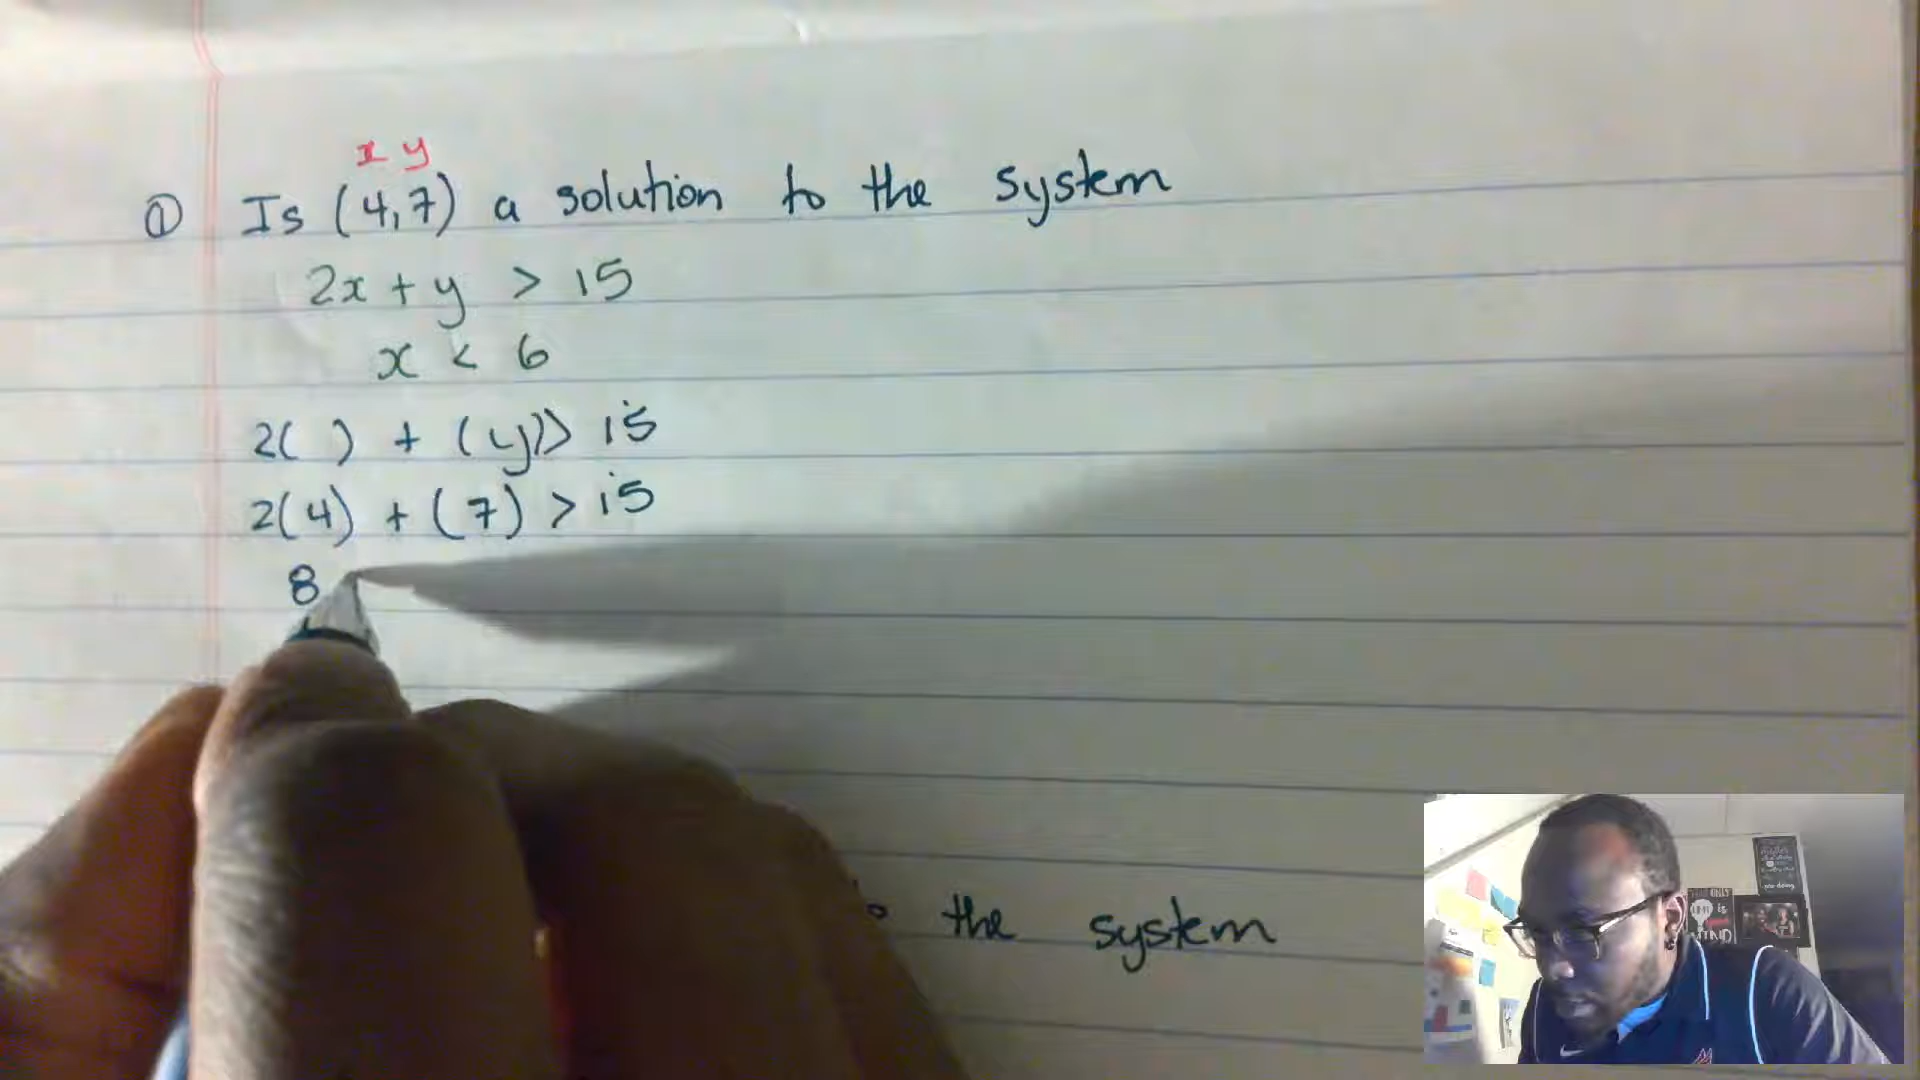 x y
① Is (4,7) a solution to the system
2x + y > 15
x < 6
2( ) + (y) > 15
2(4) + (7) > 15
8
the system